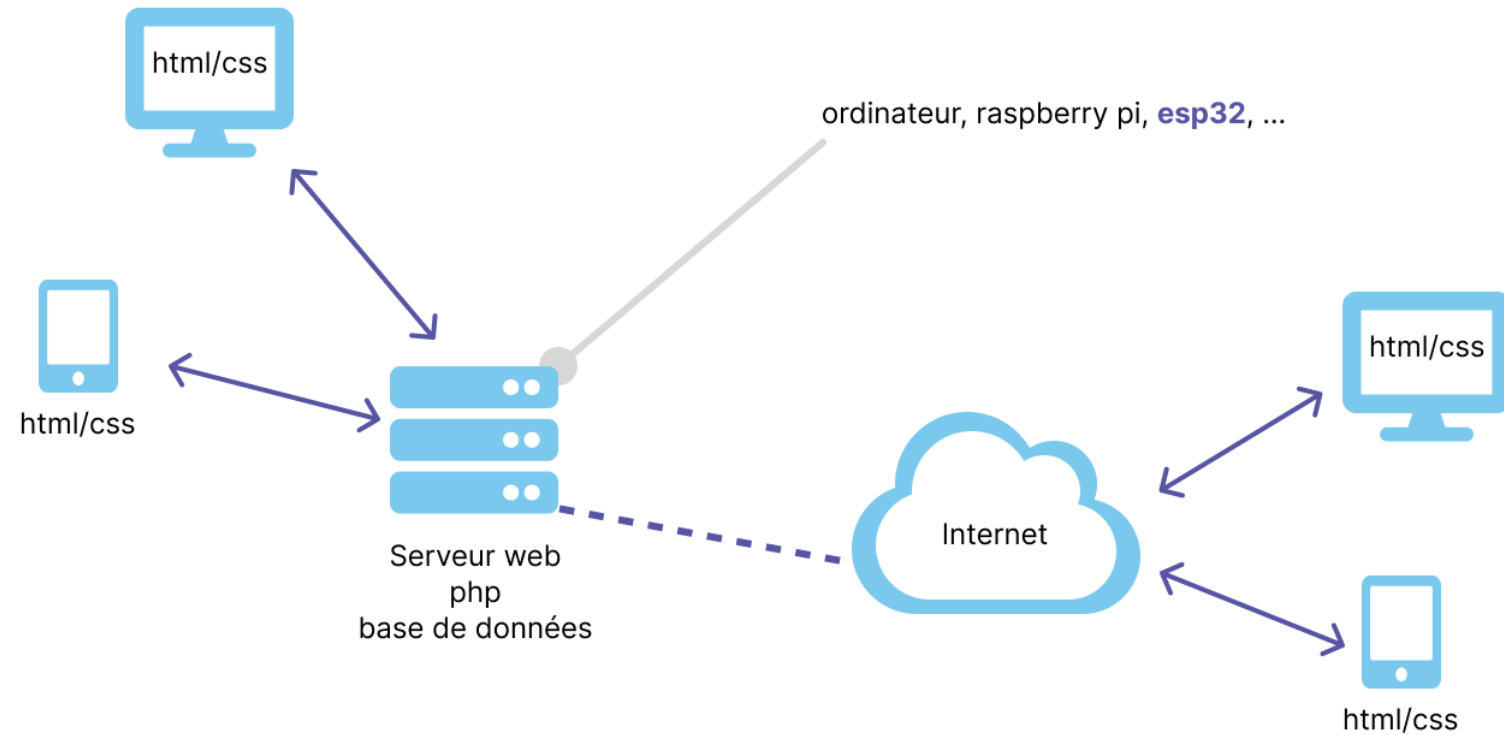 html/css
ordinateur, raspberry pi, esp32, ...
html/css
html/css
Internet
Serveur web
php
base de données
html/css